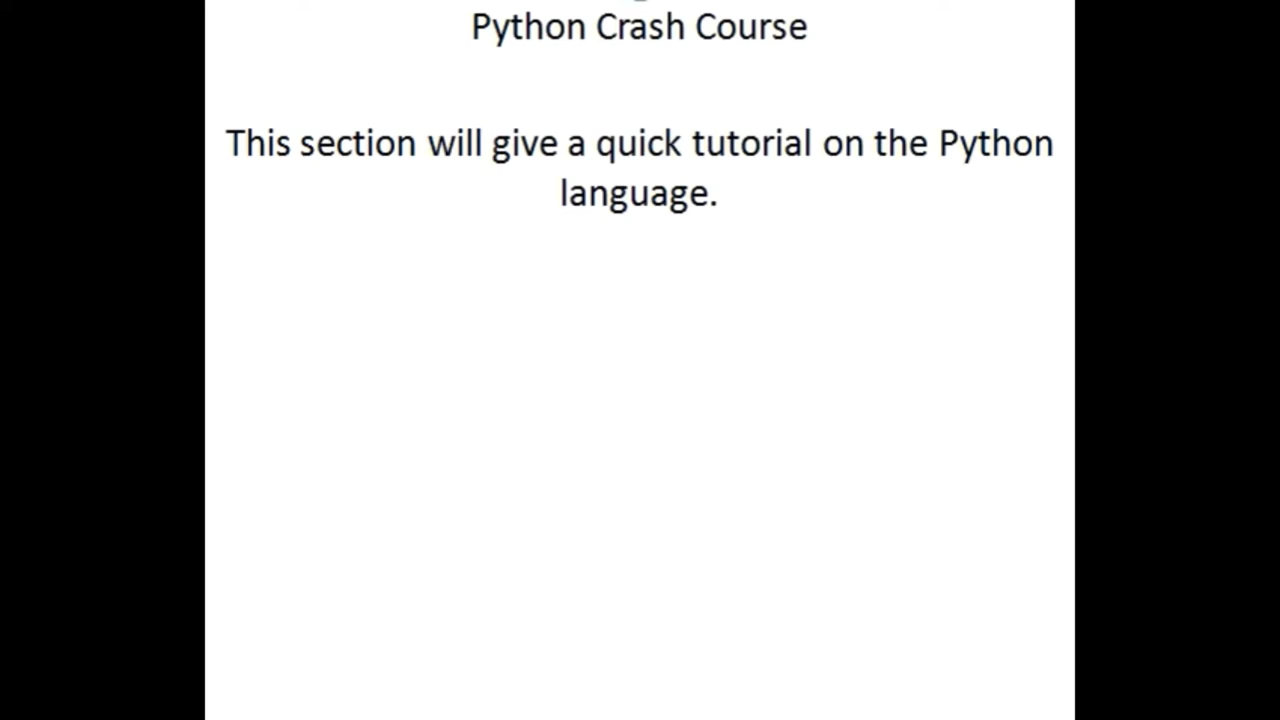 Python Crash Course
This section will give a quick tutorial on the Python
language.